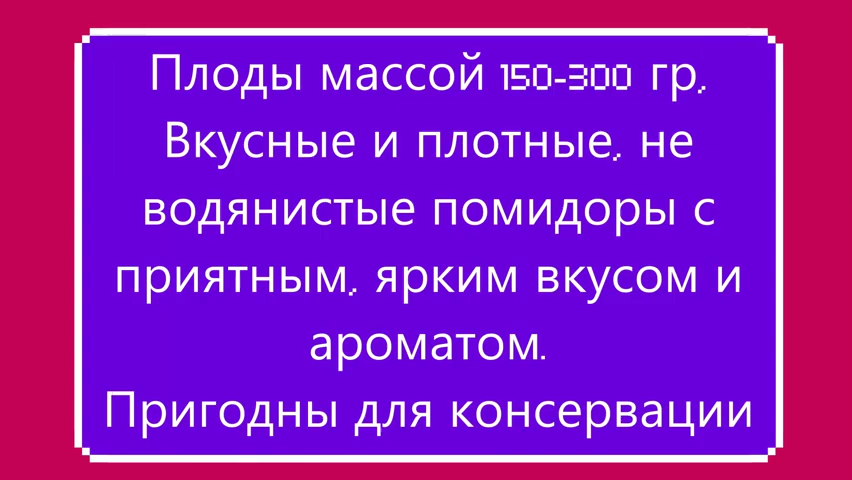 Плоды массой 150-300 гр,
Вкусные и плотные, не
водянистые помидоры с
приятным, ярким вкусом и
ароматом.
Пригодны для консервации